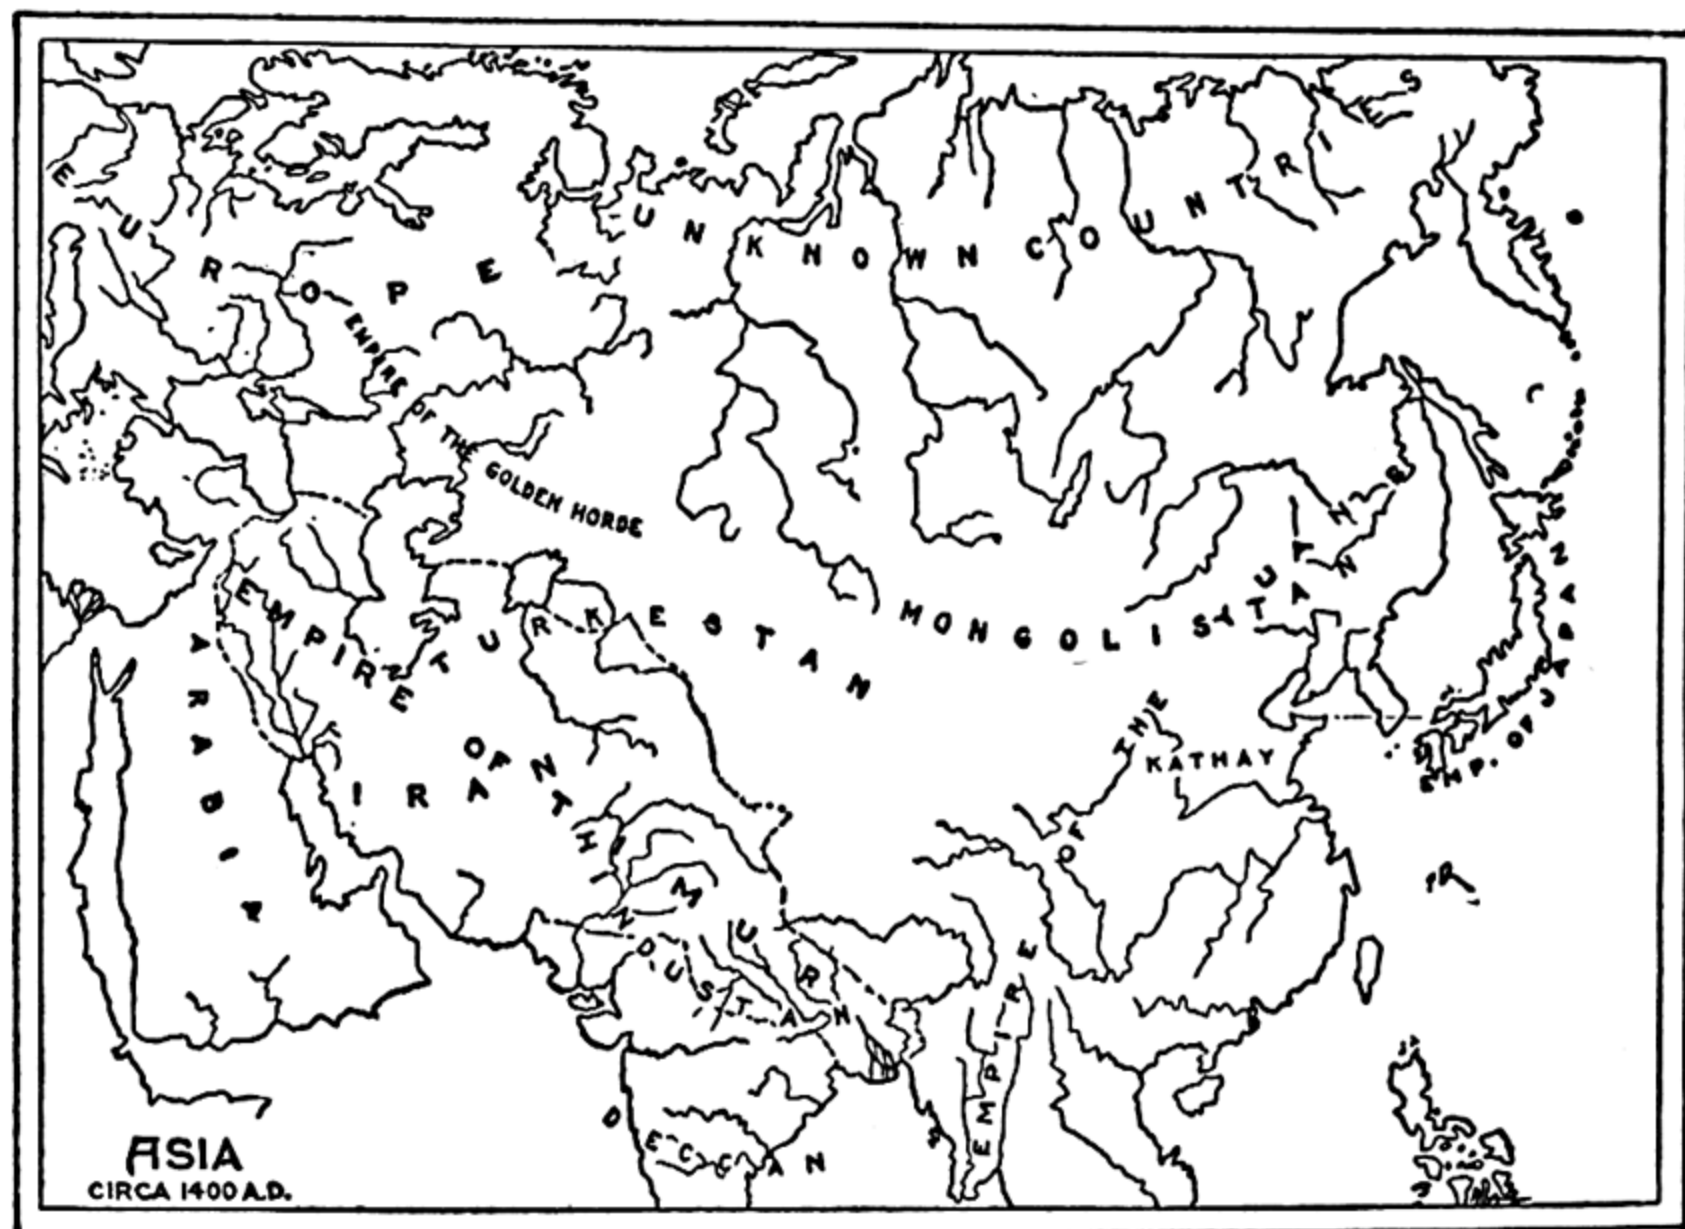 EUROPE
UNKNOWN COUNTRIES
EMPIRE OF THE GOLDEN HORDE
TURKESTAN
MONGOLISTAN
EMPIRE OF TIMUR
IRAN
ARABIA
EMPIRE OF THE
KATHAY
EMP. OF JAPAN
HINDUSTAN
DECCAN
ASIA
CIRCA 1400 A.D.